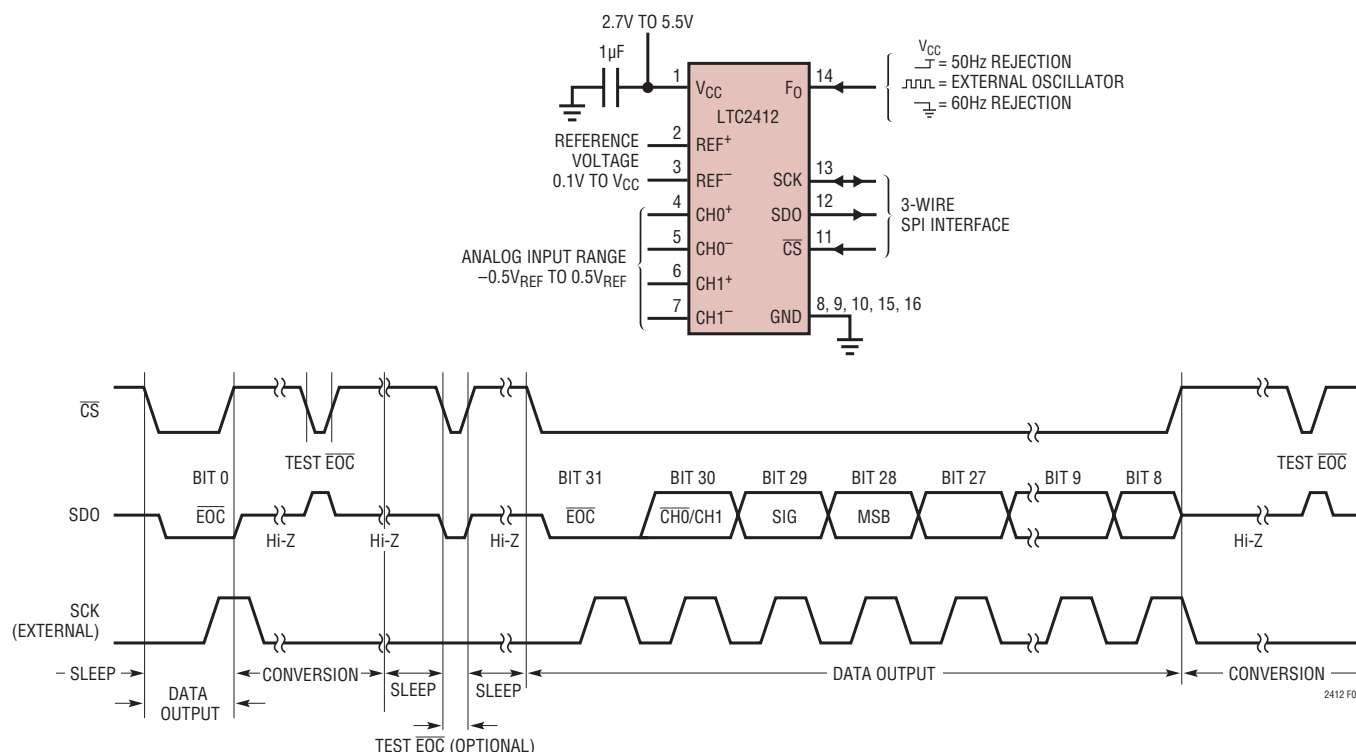 2.7V TO 5.5V
1µF
1
VCC
REFERENCE
VOLTAGE
0.1V TO VCC
2
REF+
3
REF–
ANALOG INPUT RANGE
–0.5VREF TO 0.5VREF
4
CH0+
5
CH0–
6
CH1+
7
CH1–
LTC2412
FO
14
SCK
13
SDO
12
CS
11
GND
8, 9, 10, 15, 16
VCC
= 50Hz REJECTION
= EXTERNAL OSCILLATOR
= 60Hz REJECTION
3-WIRE
SPI INTERFACE
CS
TEST EOC
TEST EOC
BIT 0
BIT 31
BIT 30
BIT 29
BIT 28
BIT 27
BIT 9
BIT 8
SDO
EOC
EOC
CH0/CH1
SIG
MSB
Hi-Z
Hi-Z
Hi-Z
Hi-Z
SCK
(EXTERNAL)
SLEEP
DATA
OUTPUT
CONVERSION
SLEEP
SLEEP
DATA OUTPUT
CONVERSION
TEST EOC (OPTIONAL)
2412 F0